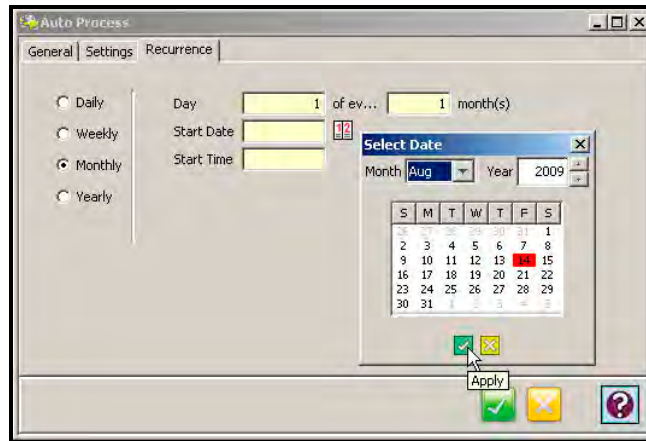 Auto Process
General Settings Recurrence
Daily
Weekly
Monthly
Yearly
Day 1 of ev... 1 month(s)
Start Date 12
Start Time
Select Date
Month Aug Year 2009
S M T W T F S
26 27 28 29 30 31 1
2 3 4 5 6 7 8
9 10 11 12 13 14 15
16 17 18 19 20 21 22
23 24 25 26 27 28 29
30 31 1 2 3 4 5
Apply
?